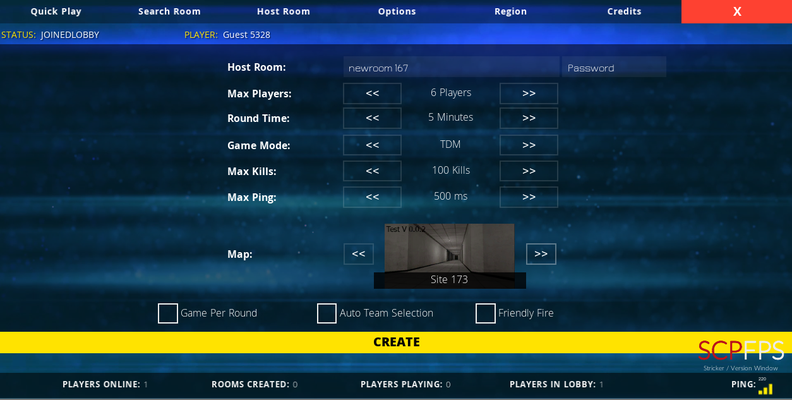 Quick Play Search Room Host Room Options Region Credits X
STATUS: JOINEDLOBBY PLAYER: Guest 5328
Host Room: newroom 167 Password
Max Players: << 6 Players >>
Round Time: << 5 Minutes >>
Game Mode: << TDM >>
Max Kills: << 100 Kills >>
Max Ping: << 500 ms >>
Test V 0.0.2
Map: << >>
Site 173
Game Per Round Auto Team Selection Friendly Fire
CREATE
SCPFPS
Stricker / Version Window
PLAYERS ONLINE: 1 ROOMS CREATED: 0 PLAYERS PLAYING: 0 PLAYERS IN LOBBY: 1 PING: 220